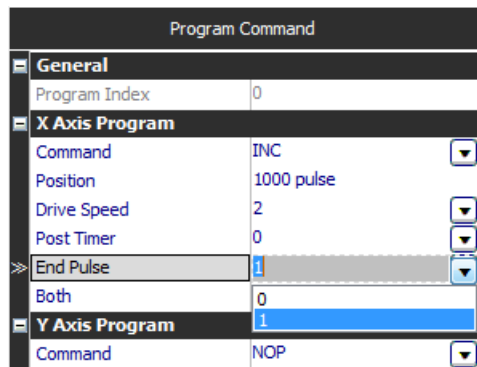 Program Command
General
Program Index 0
X Axis Program
Command INC
Position 1000 pulse
Drive Speed 2
Post Timer 0
End Pulse 1
Both
0
Y Axis Program
1
Command NOP